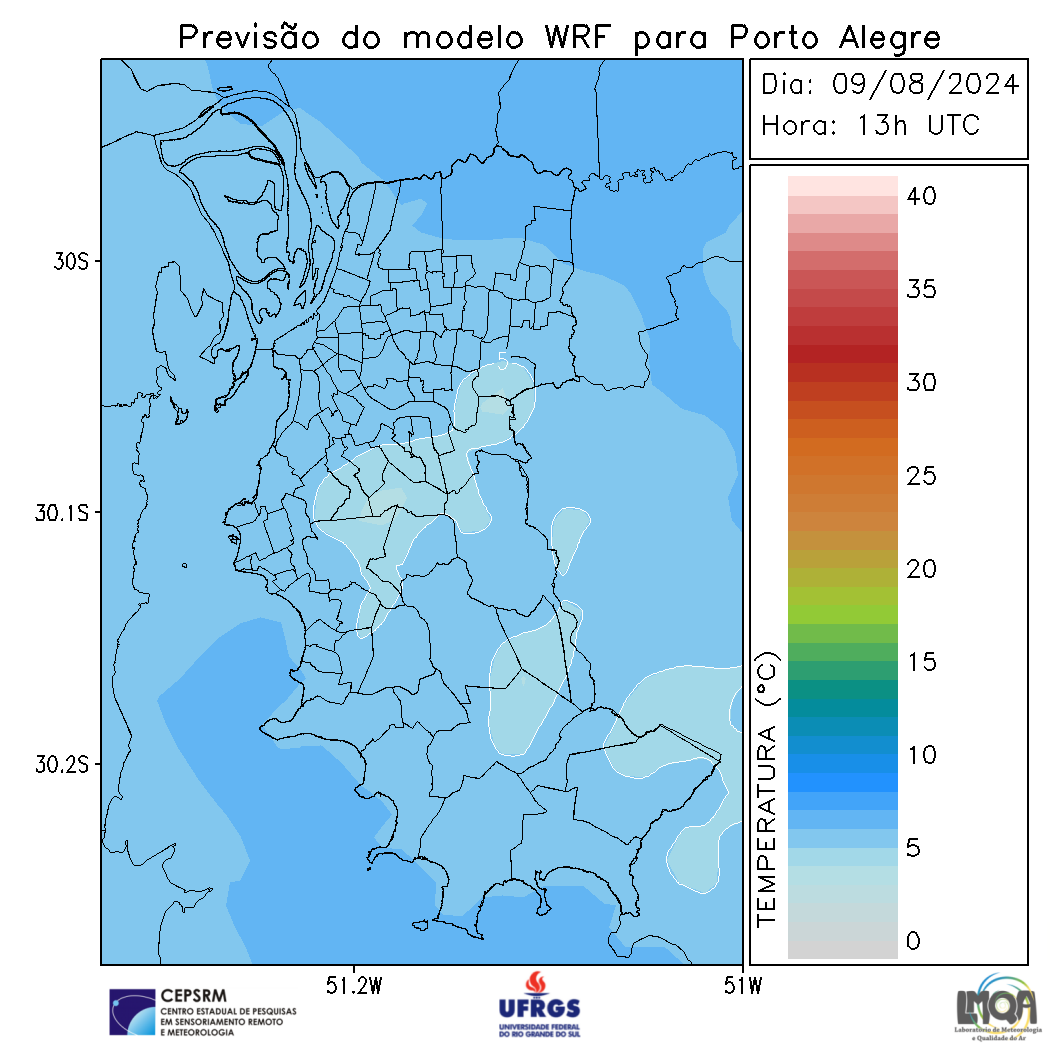 Previsão do modelo WRF para Porto Alegre
Dia: 09/08/2024
Hora: 13h UTC
40
35
30
25
20
15
10
5
0
TEMPERATURA (°C)
30S
30.1S
30.2S
5
51.2W
51W
CEPSRM
CENTRO ESTADUAL DE PESQUISAS
EM SENSORIAMENTO REMOTO
E METEOROLOGIA
UFRGS
UNIVERSIDADE FEDERAL
DO RIO GRANDE DO SUL
LMQA
Laboratório de Meteorologia
e Qualidade do Ar